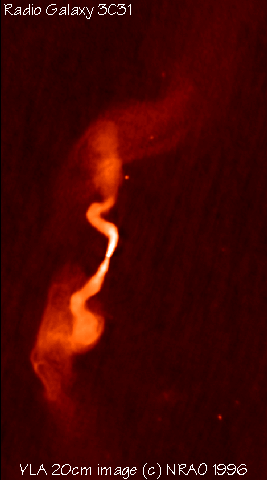 Radio Galaxy 3C31
VLA 20cm image (c) NRAO 1996